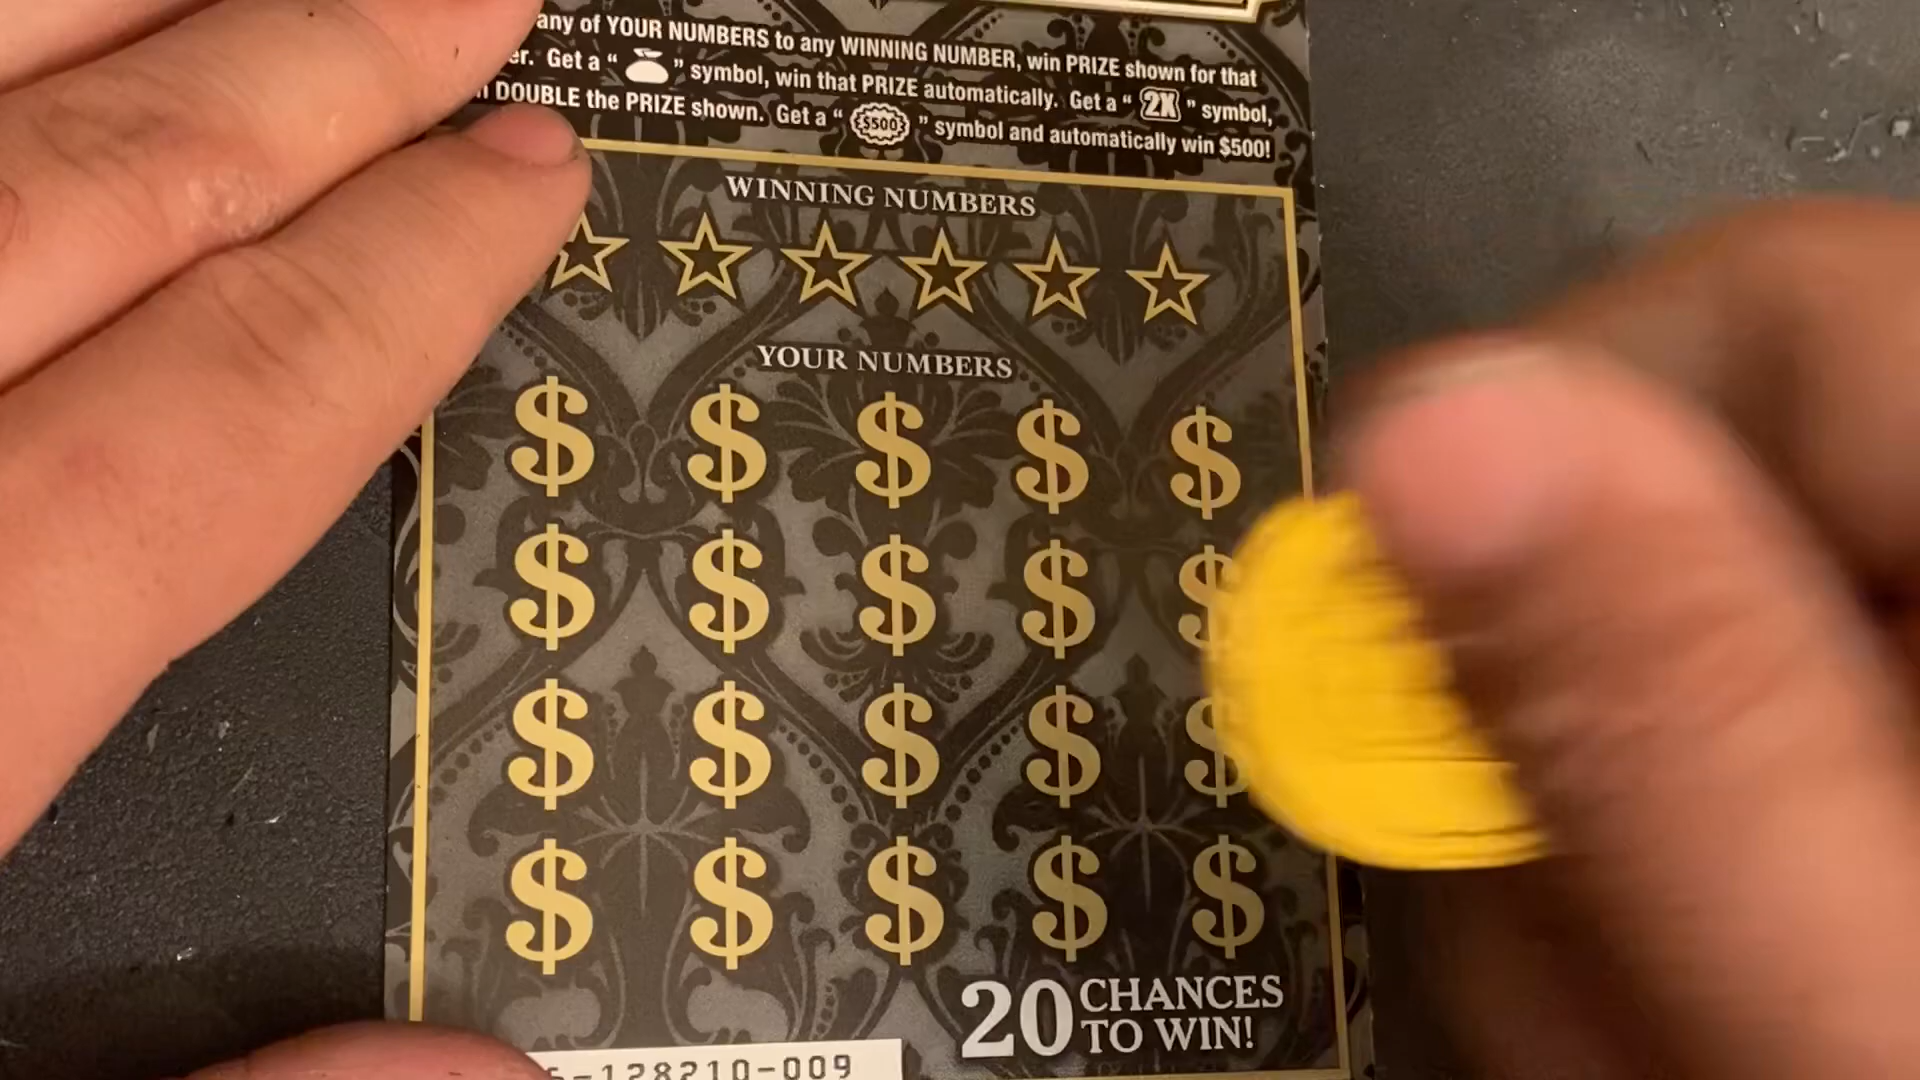 any of YOUR NUMBERS to any WINNING NUMBER, win PRIZE shown for that
er. Get a " " symbol, win that PRIZE automatically. Get a " 2X " symbol,
DOUBLE the PRIZE shown. Get a " $500 " symbol and automatically win $500!
WINNING NUMBERS
YOUR NUMBERS
$ $ $ $ $
$ $ $ $ $
$ $ $ $ $
$ $ $ $ $
20 CHANCES
TO WIN!
-128210-009